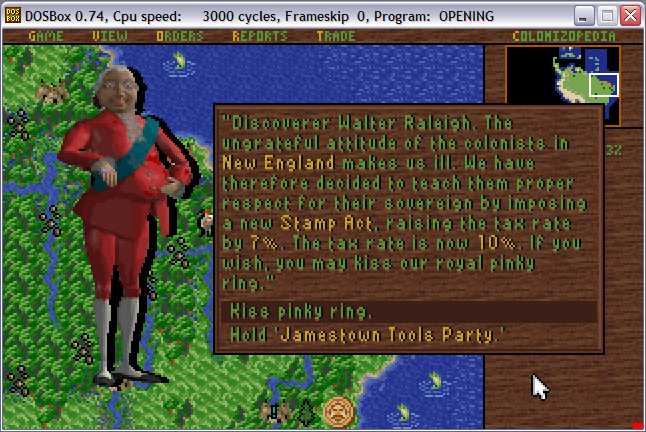 DOSBox 0.74, Cpu speed: 3000 cycles, Frameskip 0, Program: OPENING
GAME VIEW ORDERS REPORTS TRADE COLONIZOPEDIA
"Discoverer Walter Raleigh. The
ungrateful attitude of the colonists in
New England makes us ill. We have
therefore decided to teach them proper
respect for their sovereign by imposing
a new Stamp Act, raising the tax rate
by 7%. The tax rate is now 10%. If you
wish, you may kiss our royal pinky
ring."
Kiss pinky ring.
Hold 'Jamestown Tools Party.'